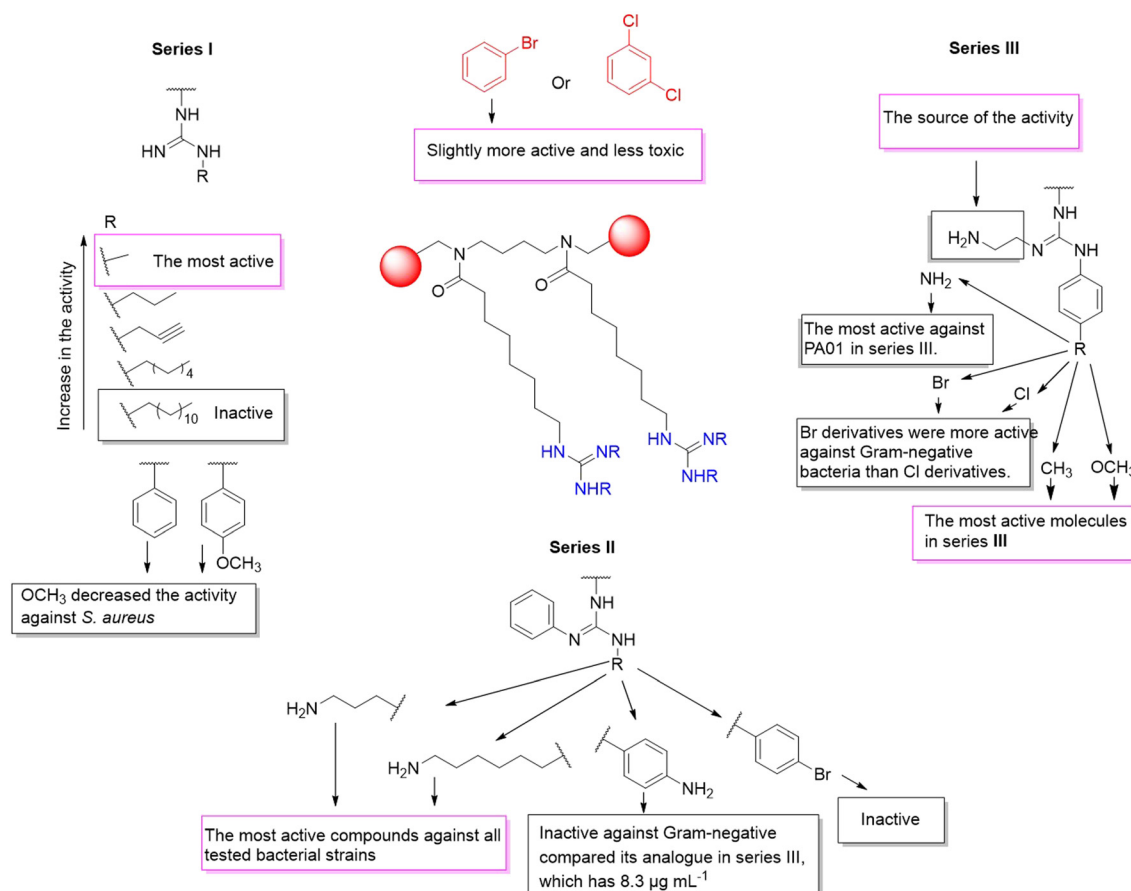 Series I
NH
HN
NH
R
Increase in the activity
R
The most active
4
10
Inactive
OCH3
OCH3 decreased the activity
against S. aureus
Br
Or
Cl
Cl
Slightly more active and less toxic
N
N
O
O
HN
NR
NHR
HN
NR
NHR
Series II
NH
N
NH
R
H2N
H2N
NH2
Br
The most active compounds against all
tested bacterial strains
Inactive against Gram-negative
compared its analogue in series III,
which has 8.3 µg mL-1
Inactive
Series III
The source of the activity
NH
H2N
N
NH
NH2
The most active against
PA01 in series III.
R
Br
Cl
Br derivatives were more active
against Gram-negative
bacteria than Cl derivatives.
CH3
OCH3
The most active molecules
in series III